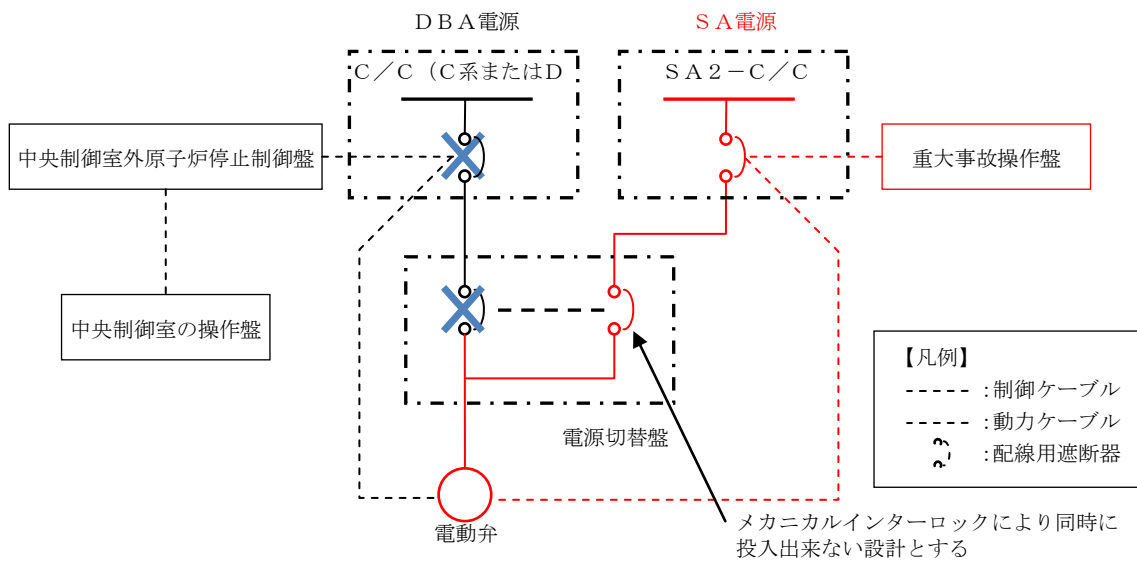 DBA電源
SA電源
C/C(C系またはD
SA2-C/C
中央制御室外原子炉停止制御盤
重大事故操作盤
中央制御室の操作盤
電源切替盤
電動弁
メカニカルインターロックにより同時に
投入出来ない設計とする
【凡例】
:制御ケーブル
:動力ケーブル
:配線用遮断器